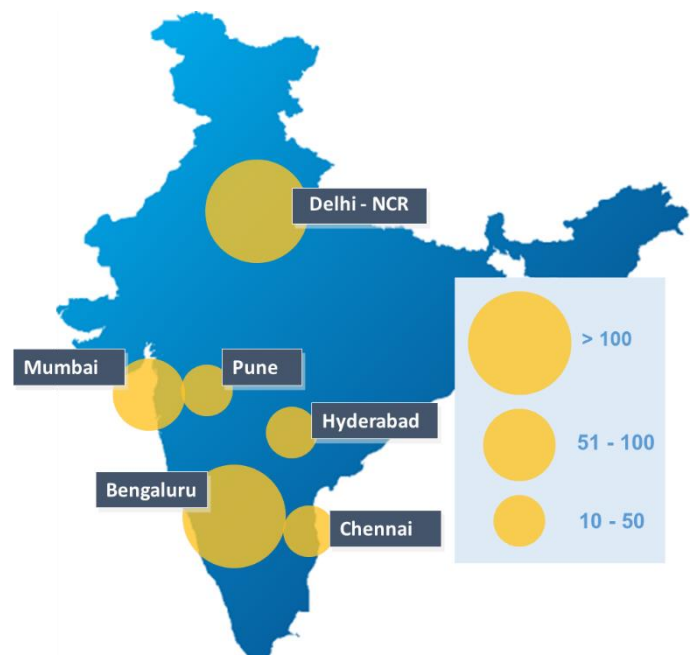 Delhi - NCR
> 100
Mumbai
Pune
Hyderabad
51 - 100
Bengaluru
Chennai
10 - 50